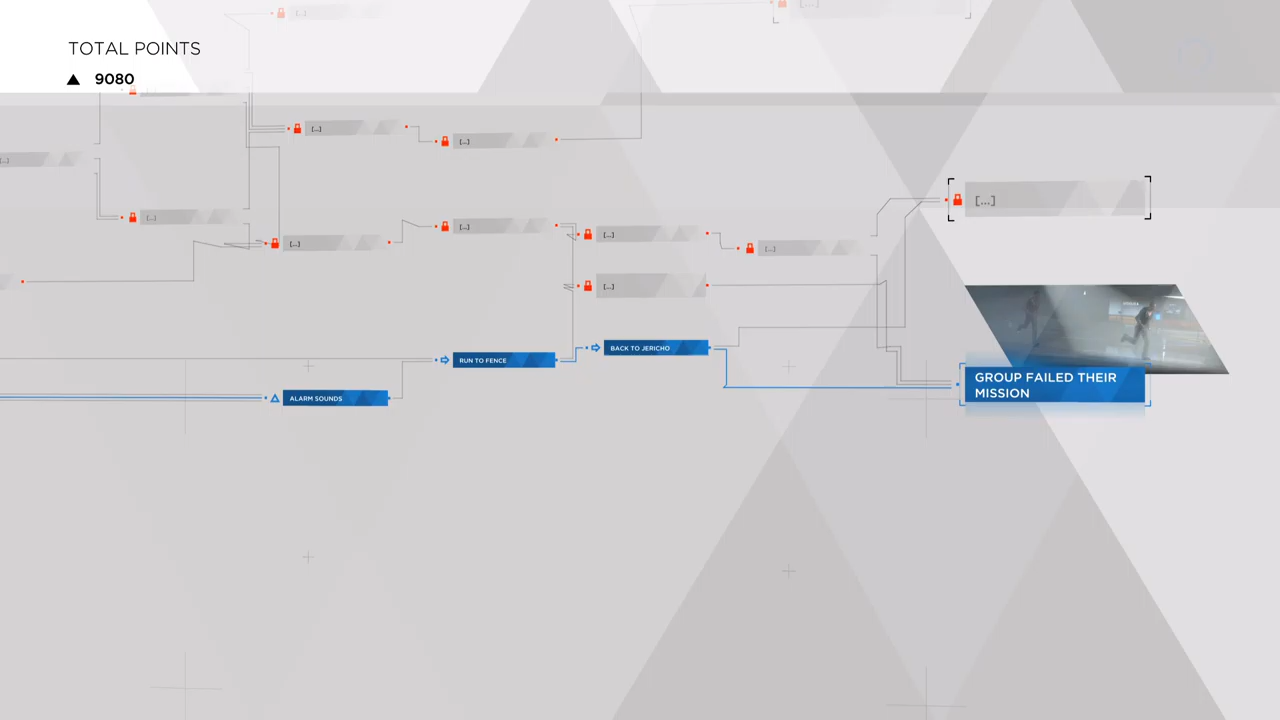 [...]
[...]
TOTAL POINTS
9080
[...]
[...]
[...]
[...]
[...]
[...]
[...]
[...]
[...]
[...]
[...]
RUN TO FENCE
BACK TO JERICHO
GROUP FAILED THEIR
MISSION
ALARM SOUNDS